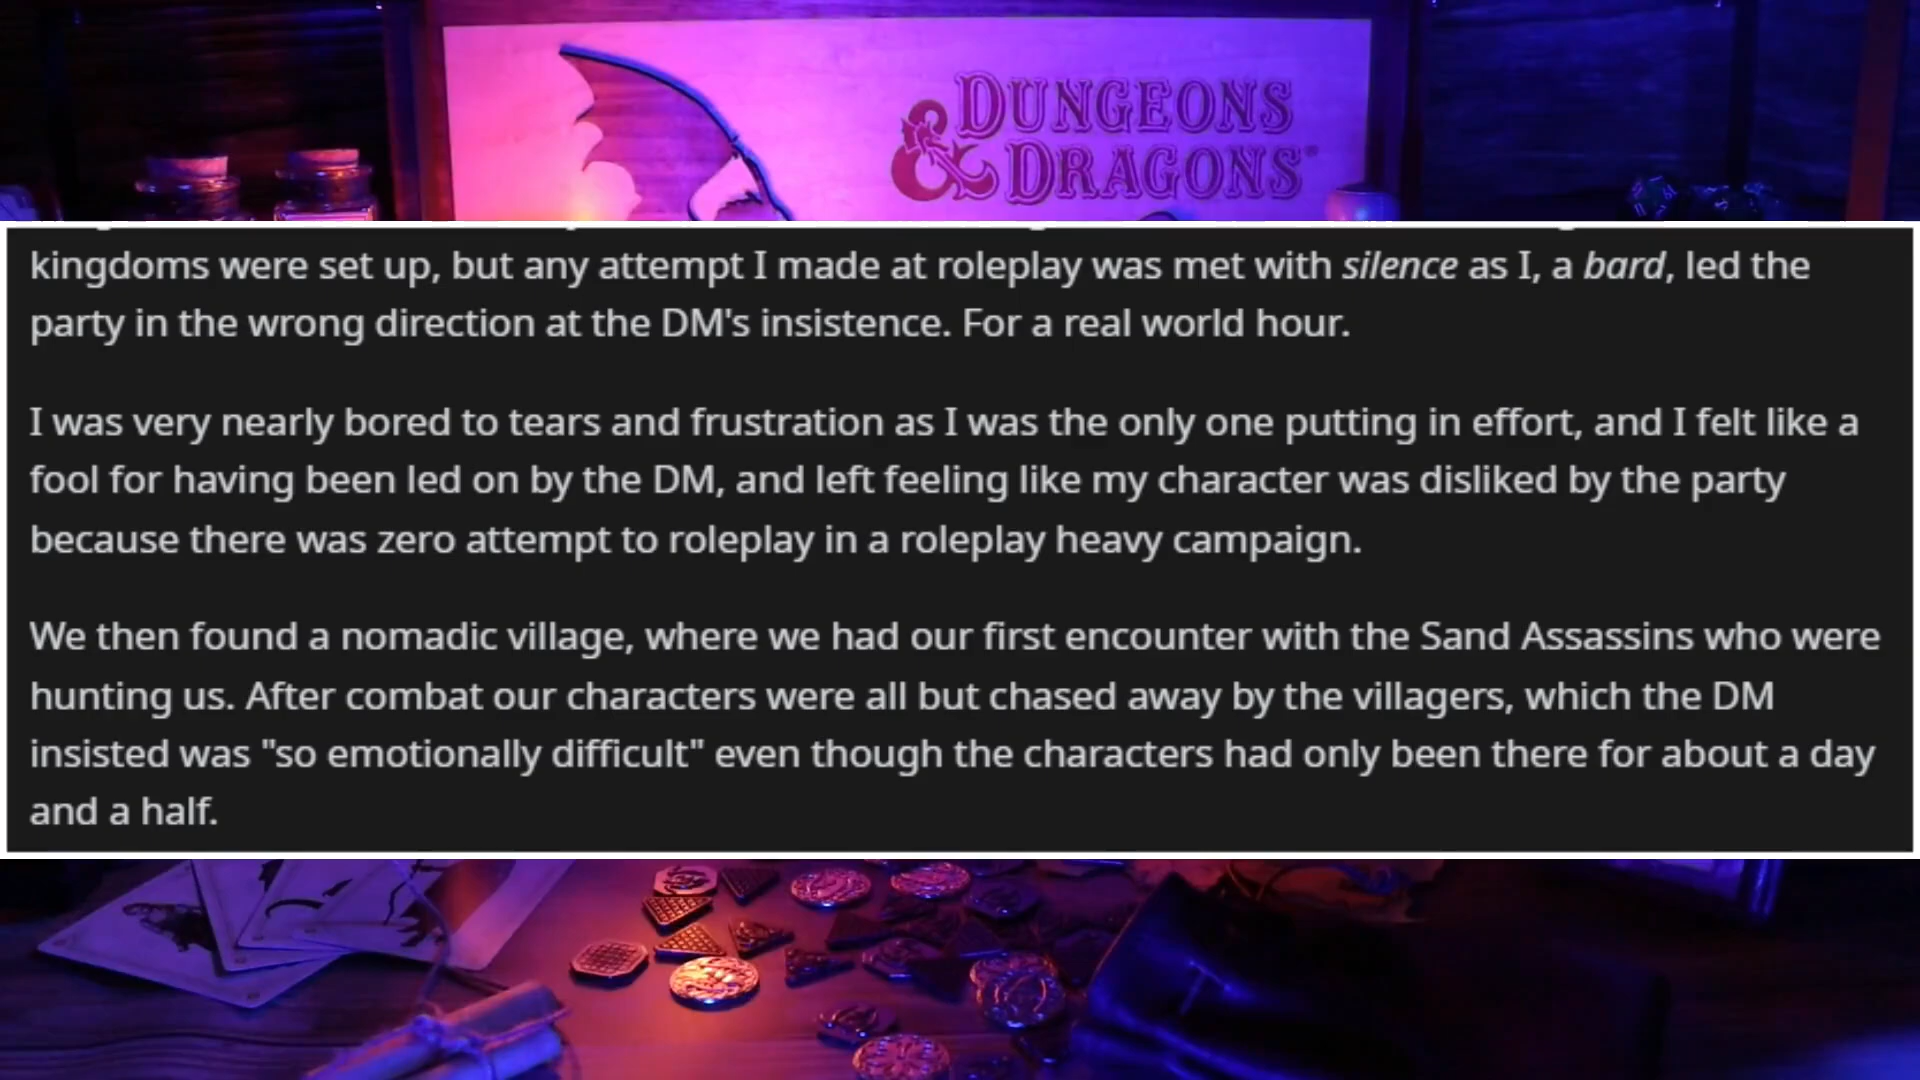 DUNGEONS
& DRAGONS
kingdoms were set up, but any attempt I made at roleplay was met with silence as I, a bard, led the
party in the wrong direction at the DM's insistence. For a real world hour.
I was very nearly bored to tears and frustration as I was the only one putting in effort, and I felt like a
fool for having been led on by the DM, and left feeling like my character was disliked by the party
because there was zero attempt to roleplay in a roleplay heavy campaign.
We then found a nomadic village, where we had our first encounter with the Sand Assassins who were
hunting us. After combat our characters were all but chased away by the villagers, which the DM
insisted was "so emotionally difficult" even though the characters had only been there for about a day
and a half.